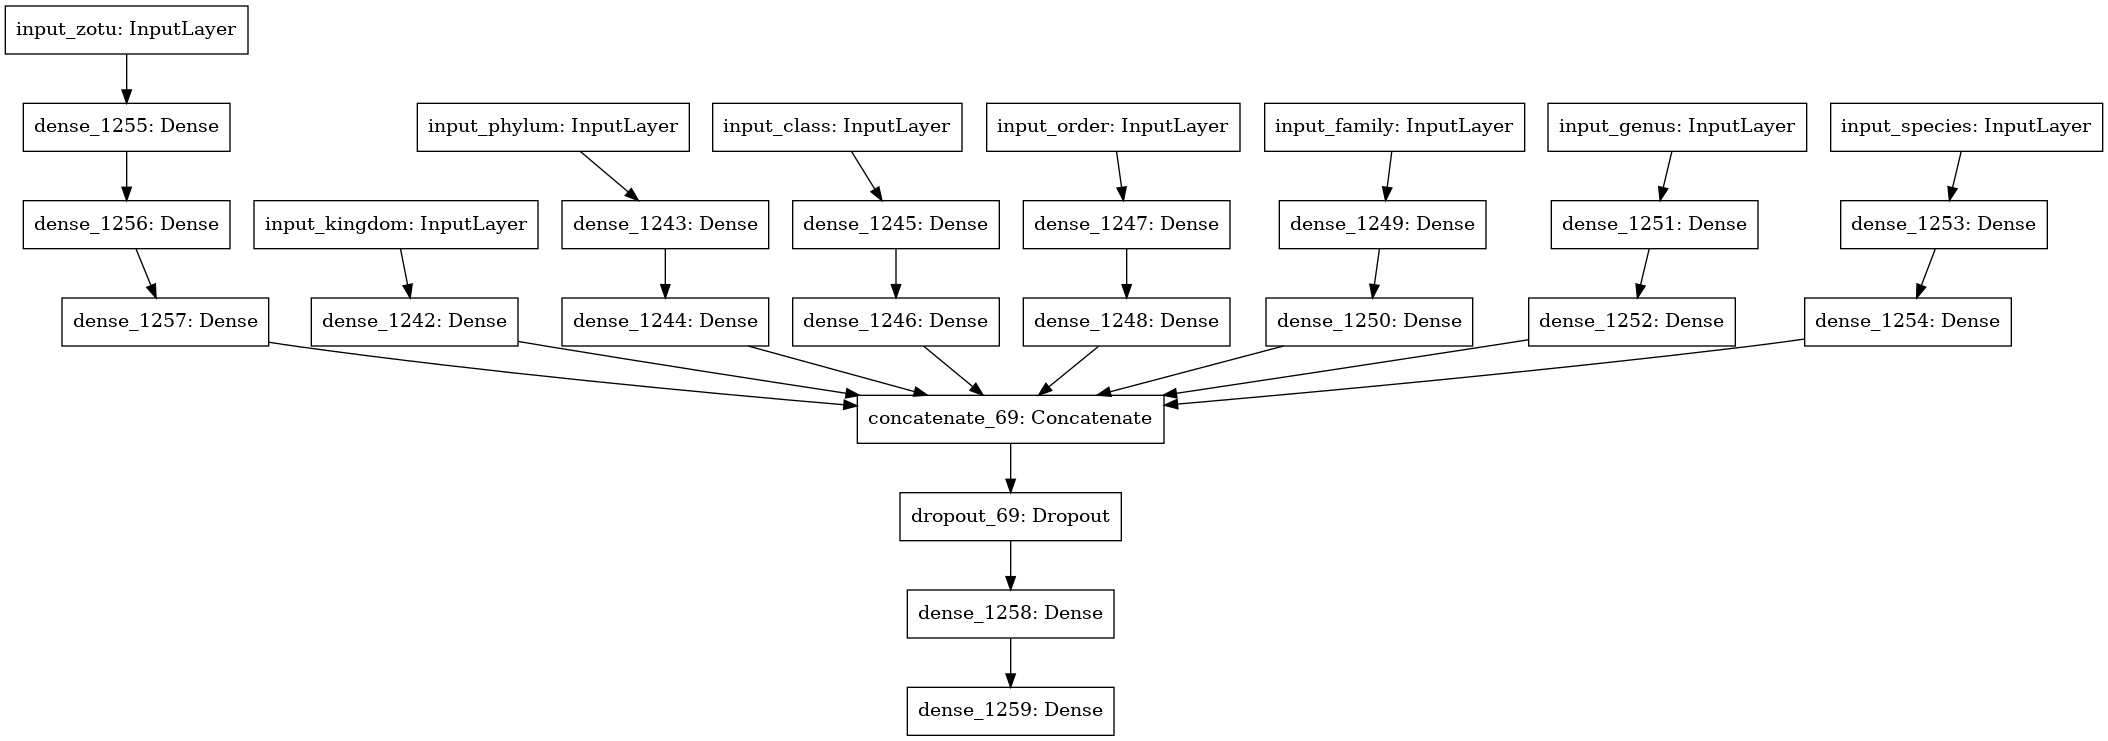 input_zotu: InputLayer
dense_1255: Dense
input_phylum: InputLayer
input_class: InputLayer
input_order: InputLayer
input_family: InputLayer
input_genus: InputLayer
input_species: InputLayer
dense_1256: Dense
input_kingdom: InputLayer
dense_1243: Dense
dense_1245: Dense
dense_1247: Dense
dense_1249: Dense
dense_1251: Dense
dense_1253: Dense
dense_1257: Dense
dense_1242: Dense
dense_1244: Dense
dense_1246: Dense
dense_1248: Dense
dense_1250: Dense
dense_1252: Dense
dense_1254: Dense
concatenate_69: Concatenate
dropout_69: Dropout
dense_1258: Dense
dense_1259: Dense